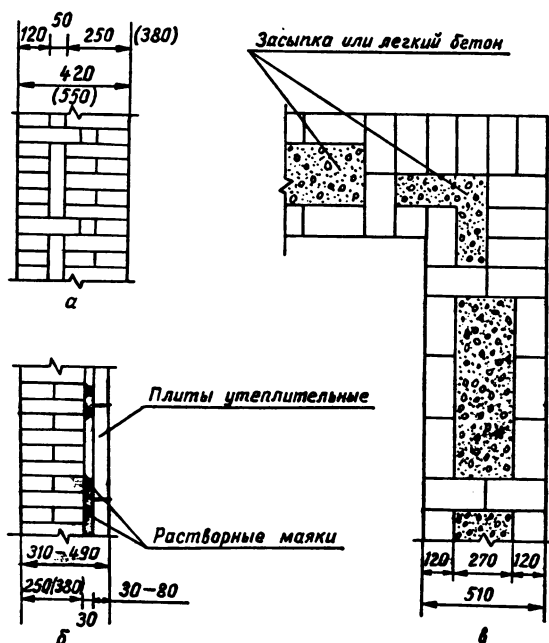 50
120 250 (380)
420
(550)
а
Засыпка или легкий бетон
Плиты утеплительные
Растворные маяки
310-490
250(380) 30-80
30
б
120 270 120
510
в